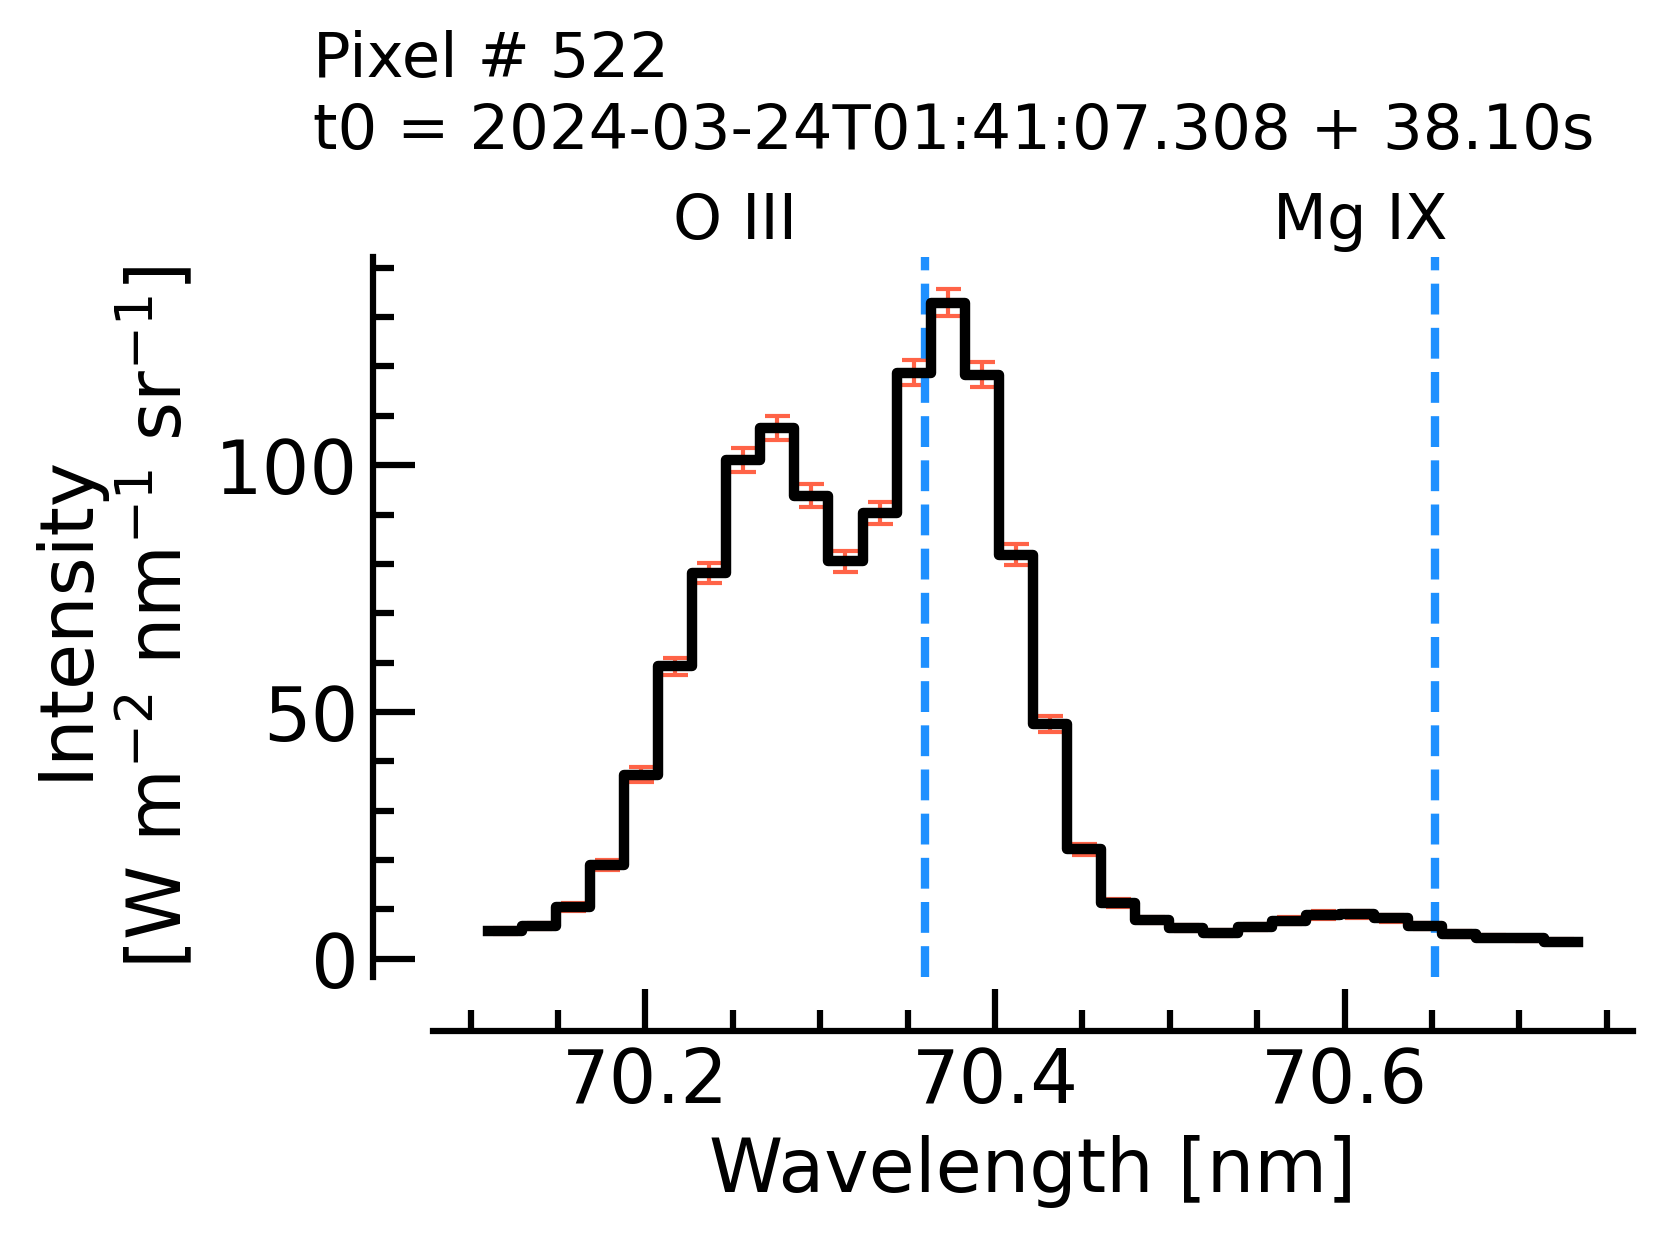 Pixel # 522
t0 = 2024-03-24T01:41:07.308 + 38.10s
O III Mg IX
Intensity
[W m⁻² nm⁻¹ sr⁻¹]
100
50
0
70.2 70.4 70.6
Wavelength [nm]